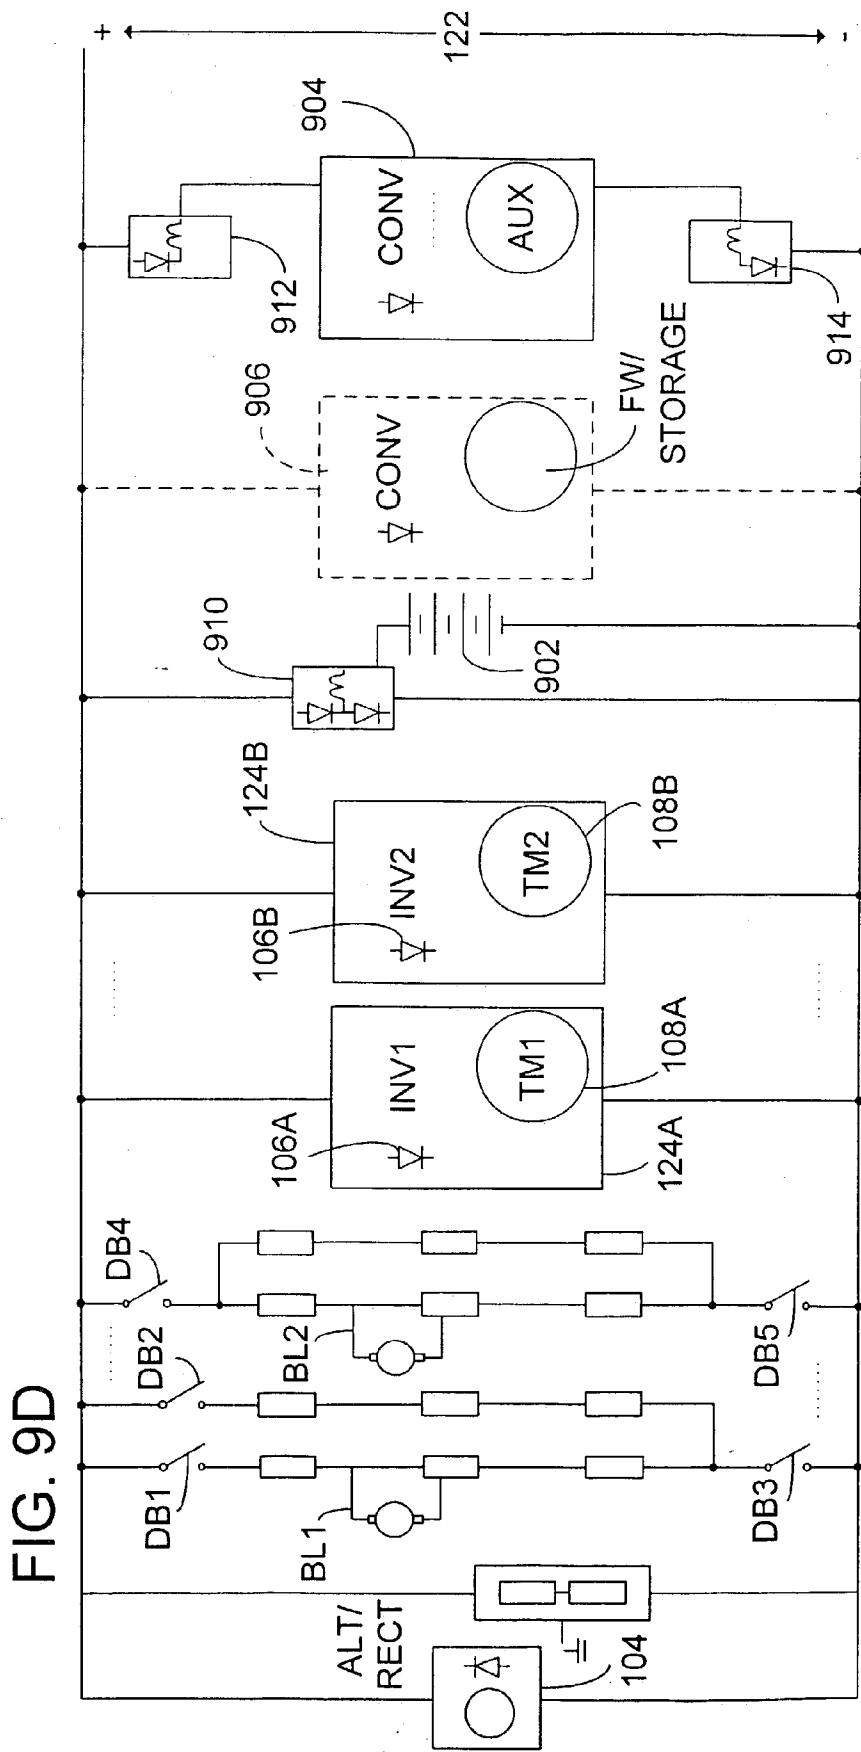 FIG. 9D
ALT/
RECT
104
DB1
DB2
DB4
BL1
BL2
DB3
DB5
106A
INV1
TM1
108A
124A
106B
124B
INV2
TM2
108B
910
902
906
CONV
FW/
STORAGE
912
CONV
AUX
904
914
+
122
-